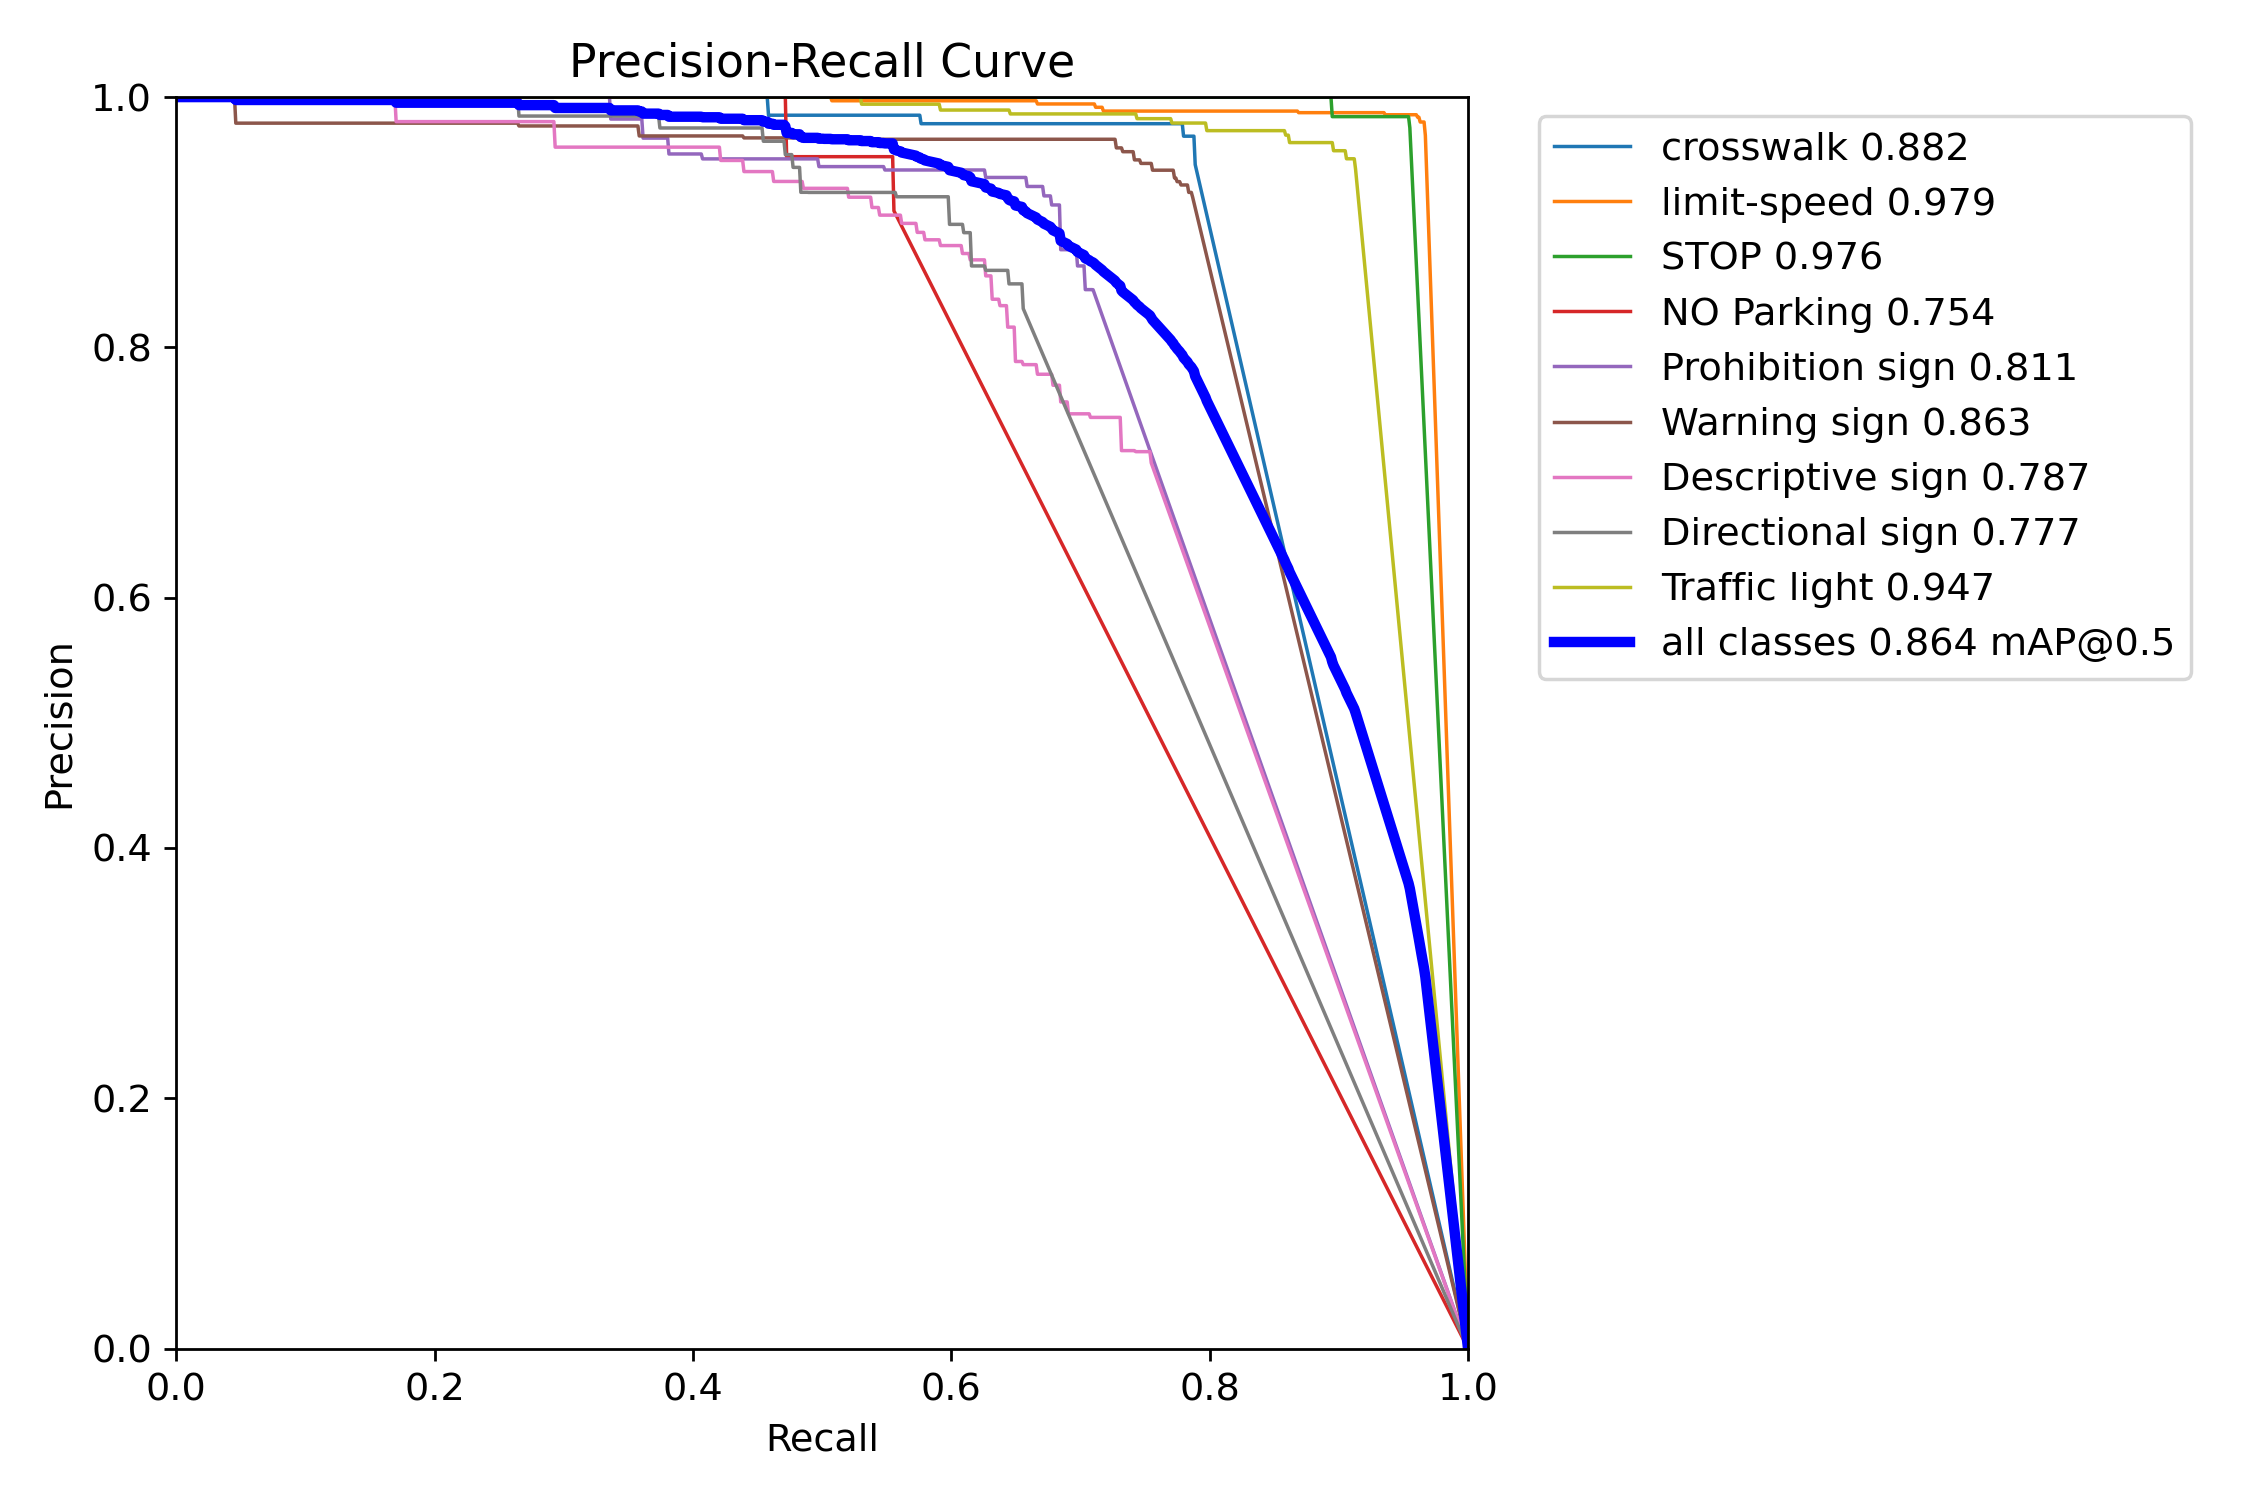 Precision-Recall Curve
1.0
0.8
0.6
0.4
0.2
0.0
Precision
0.0 0.2 0.4 0.6 0.8 1.0
Recall
crosswalk 0.882
limit-speed 0.979
STOP 0.976
NO Parking 0.754
Prohibition sign 0.811
Warning sign 0.863
Descriptive sign 0.787
Directional sign 0.777
Traffic light 0.947
all classes 0.864 mAP@0.5